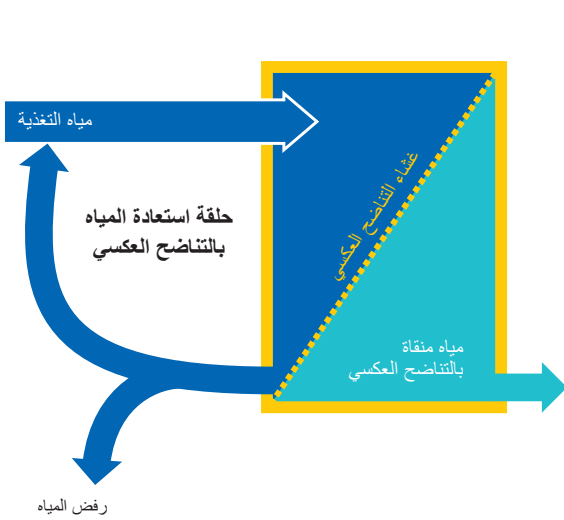 مياه التغذية
غشاء التناضح العكسي
حلقة استعادة المياه
بالتناضح العكسي
مياه منقاة
بالتناضح العكسي
رفض المياه